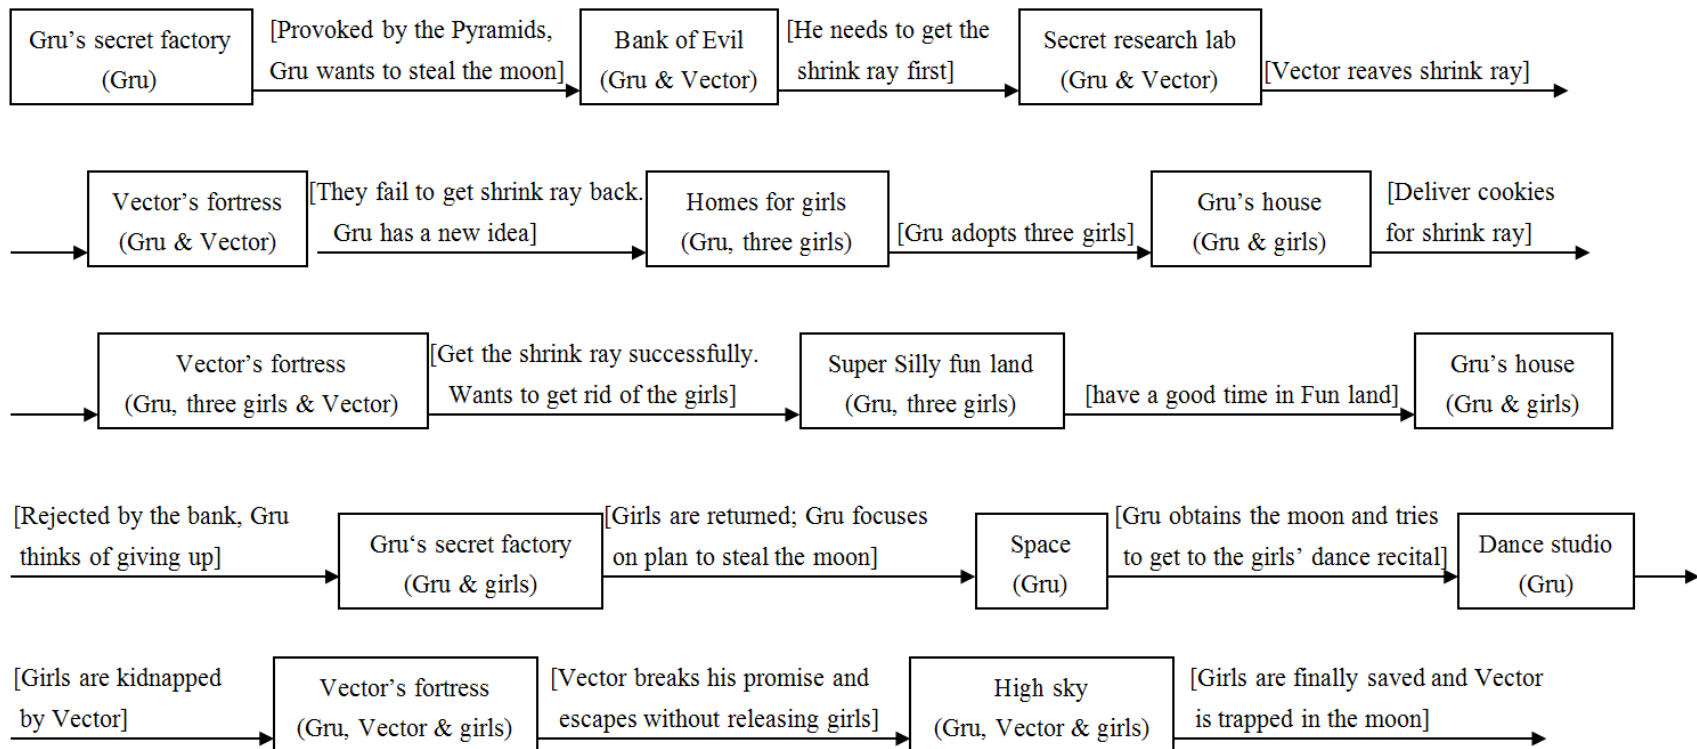 Gru's secret factory
(Gru)
[Provoked by the Pyramids,
Gru wants to steal the moon]
Bank of Evil
(Gru & Vector)
[He needs to get the
shrink ray first]
Secret research lab
(Gru & Vector)
[Vector reaves shrink ray]
Vector's fortress
(Gru & Vector)
[They fail to get shrink ray back.
Gru has a new idea]
Homes for girls
(Gru, three girls)
[Gru adopts three girls]
Gru's house
(Gru & girls)
[Deliver cookies
for shrink ray]
Vector's fortress
(Gru, three girls & Vector)
[Get the shrink ray successfully.
Wants to get rid of the girls]
Super Silly fun land
(Gru, three girls)
[have a good time in Fun land]
Gru's house
(Gru & girls)
[Rejected by the bank, Gru
thinks of giving up]
Gru‘s secret factory
(Gru & girls)
[Girls are returned; Gru focuses
on plan to steal the moon]
Space
(Gru)
[Gru obtains the moon and tries
to get to the girls' dance recital]
Dance studio
(Gru)
[Girls are kidnapped
by Vector]
Vector's fortress
(Gru, Vector & girls)
[Vector breaks his promise and
escapes without releasing girls]
High sky
(Gru, Vector & girls)
[Girls are finally saved and Vector
is trapped in the moon]